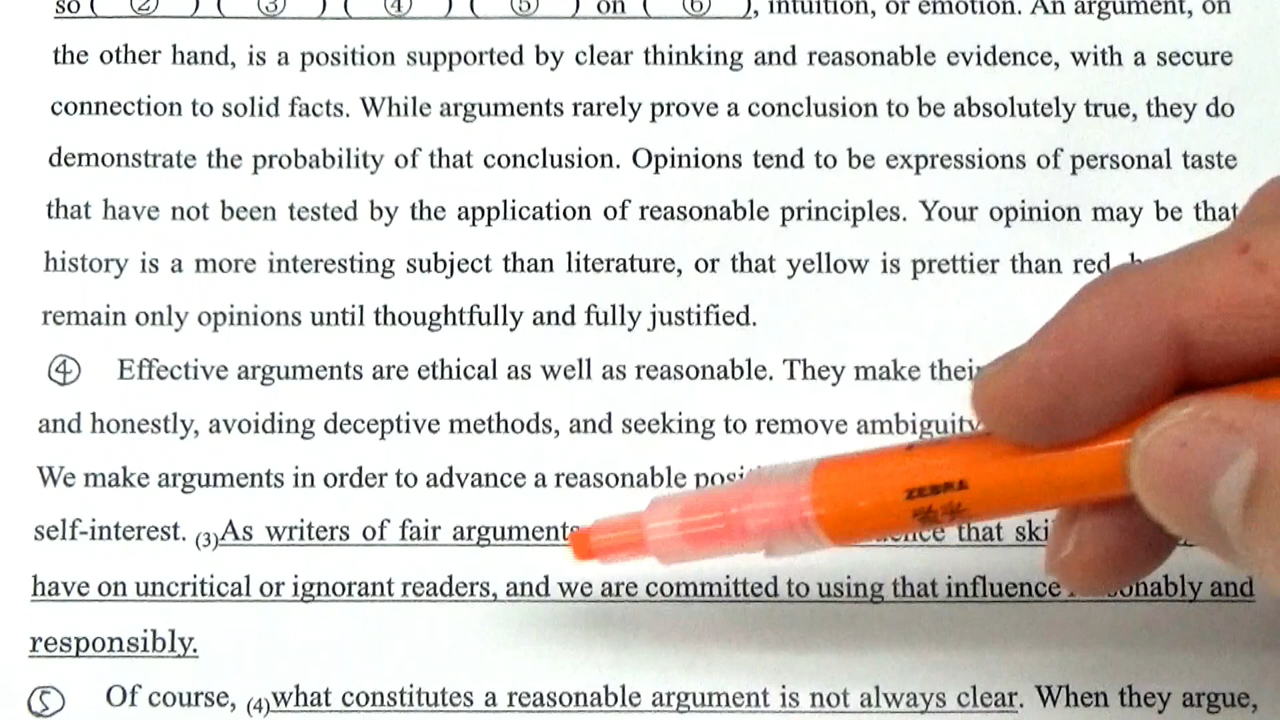 so ( ② ) ( ③ ) ( ④ ) ( ⑤ ) on ( ⑥ ), intuition, or emotion. An argument, on
the other hand, is a position supported by clear thinking and reasonable evidence, with a secure
connection to solid facts. While arguments rarely prove a conclusion to be absolutely true, they do
demonstrate the probability of that conclusion. Opinions tend to be expressions of personal taste
that have not been tested by the application of reasonable principles. Your opinion may be that
history is a more interesting subject than literature, or that yellow is prettier than red
remain only opinions until thoughtfully and fully justified.
④ Effective arguments are ethical as well as reasonable. They make their
and honestly, avoiding deceptive methods, and seeking to remove ambiguity
We make arguments in order to advance a reasonable
self-interest. (3)As writers of fair arguments that
have on uncritical or ignorant readers, and we are committed to using that influence and
responsibly.
⑤ Of course, (4)what constitutes a reasonable argument is not always clear. When they argue,
ZEBRA